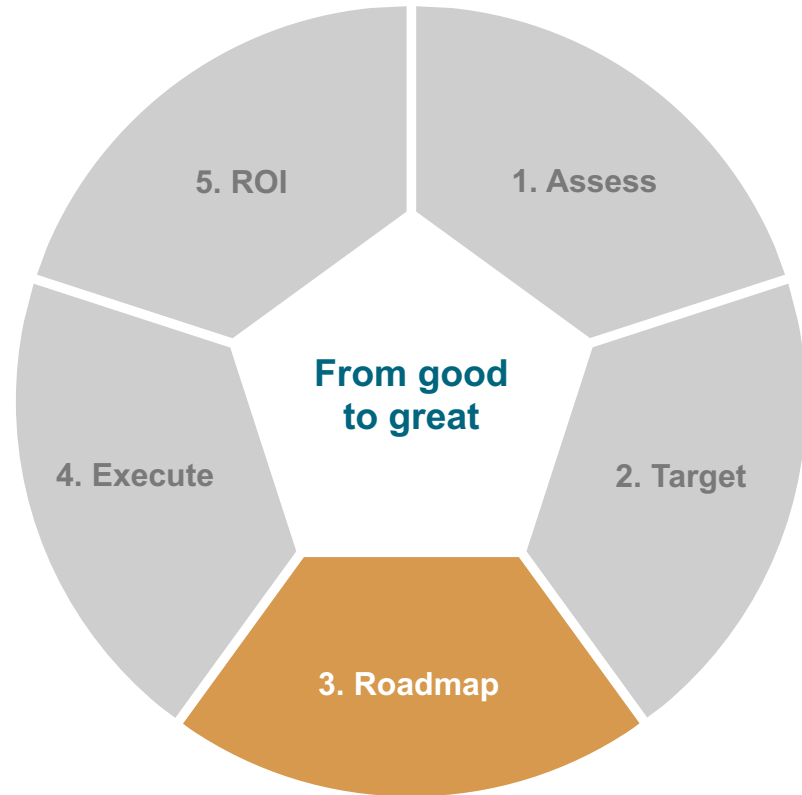 From good
to great
1. Assess
2. Target
3. Roadmap
4. Execute
5. ROI